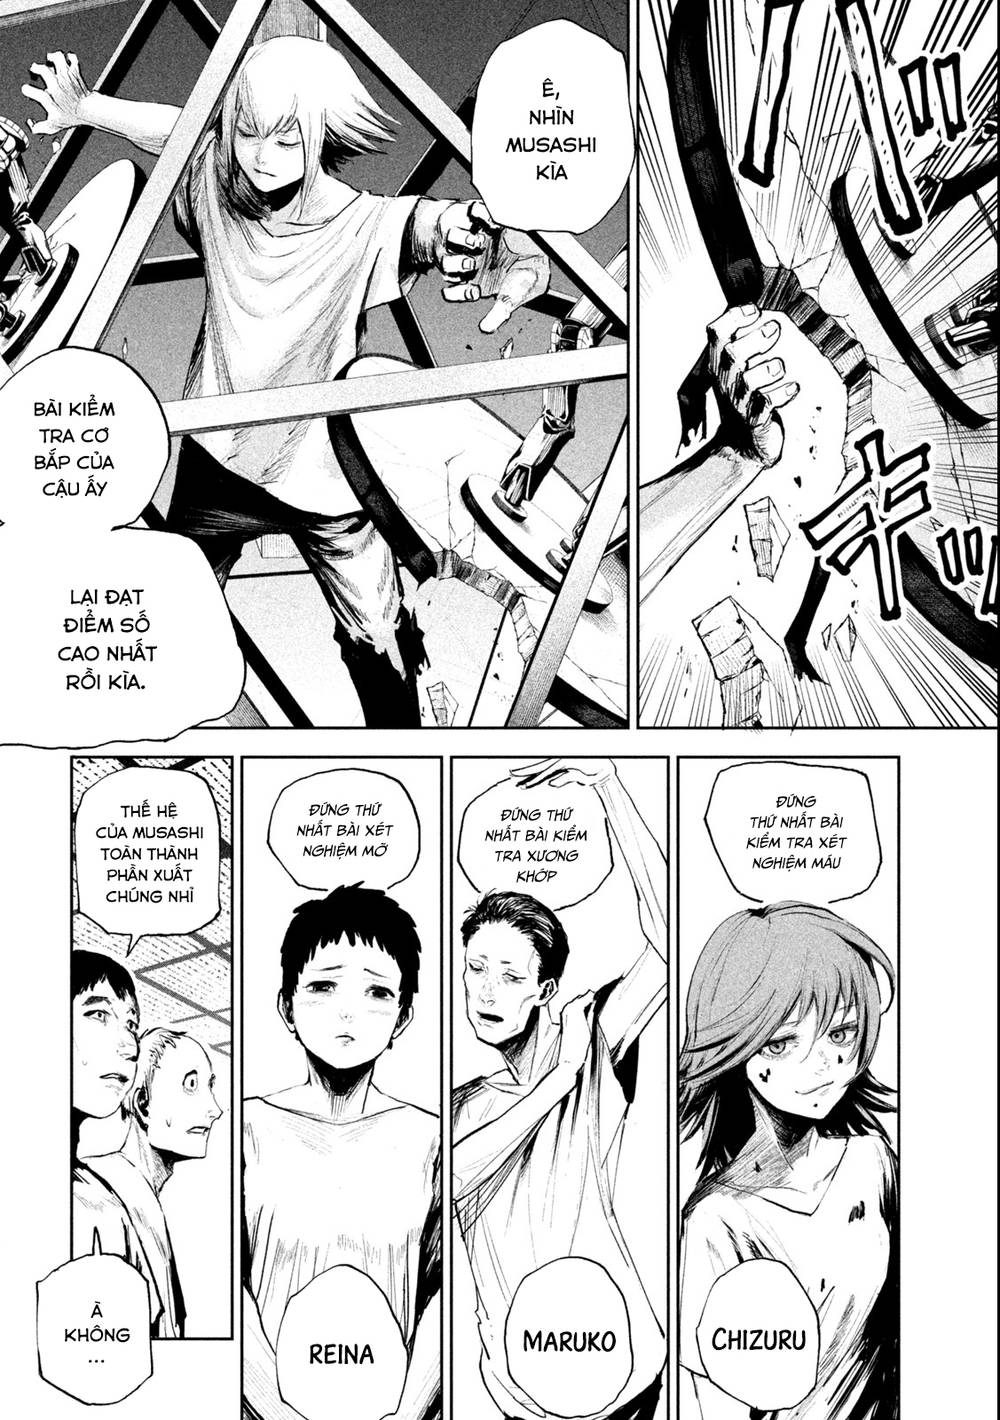 Ê,
NHÌN
MUSASHI
KÌA
BÀI KIỂM
TRA CƠ
BẮP CỦA
CẬU ẤY
LẠI ĐẠT
ĐIỂM SỐ
CAO NHẤT
RỒI KÌA.
ĐỨNG
THỨ NHẤT BÀI
KIỂM TRA XÉT
NGHIỆM MÁU
CHIZURU
ĐỨNG THỨ
NHẤT BÀI KIỂM
TRA XƯƠNG
KHỚP
MARUKO
ĐỨNG THỨ
NHẤT BÀI XÉT
NGHIỆM MỠ
REINA
THẾ HỆ
CỦA MUSASHI
TOÀN THÀNH
PHẦN XUẤT
CHÚNG NHỈ
À
KHÔNG
...